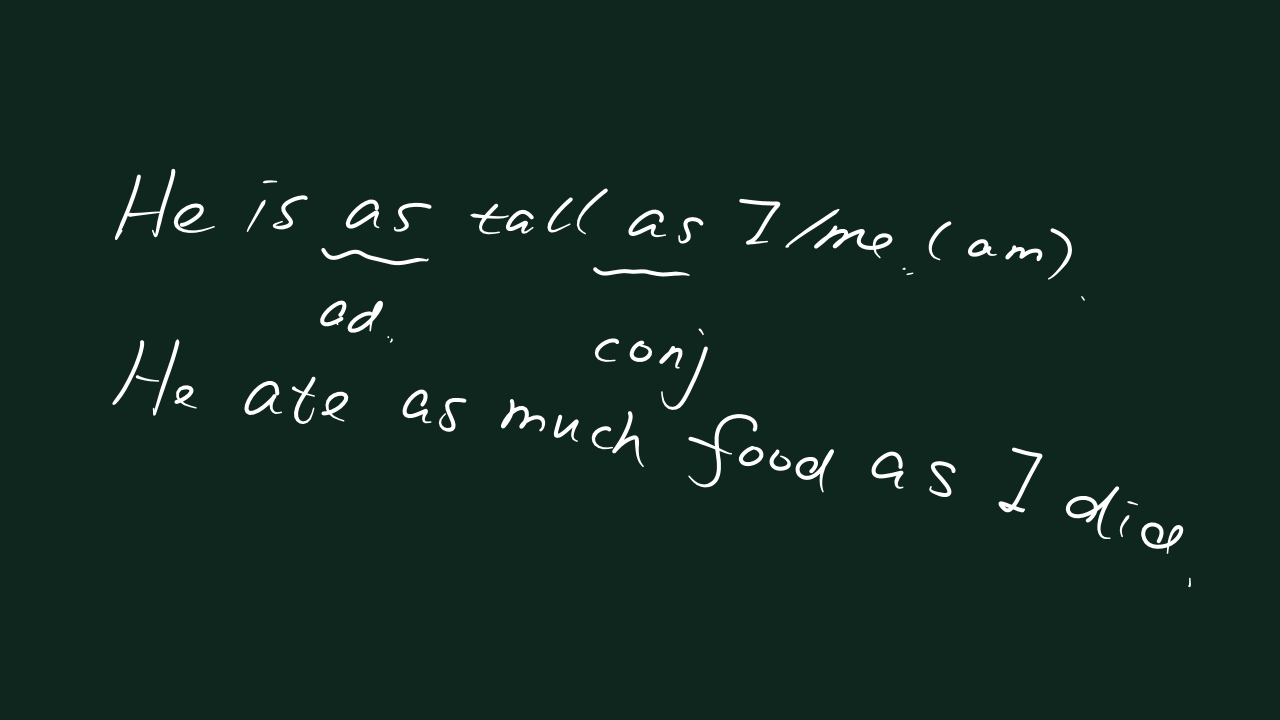 He is as tall as I/me. (am).
ad. conj
He ate as much food as I did.